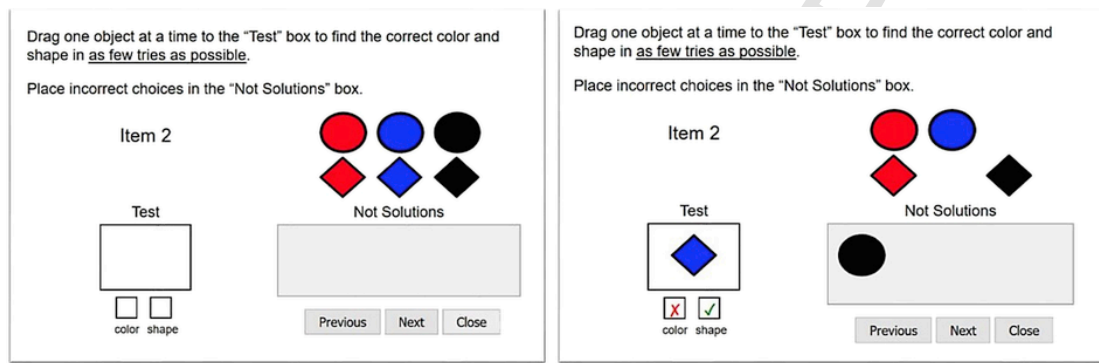 Drag one object at a time to the “Test” box to find the correct color and
shape in as few tries as possible.
Place incorrect choices in the “Not Solutions” box.
Item 2
Test
Not Solutions
color shape
Previous Next Close
Drag one object at a time to the “Test” box to find the correct color and
shape in as few tries as possible.
Place incorrect choices in the “Not Solutions” box.
Item 2
Test
Not Solutions
color shape
Previous Next Close